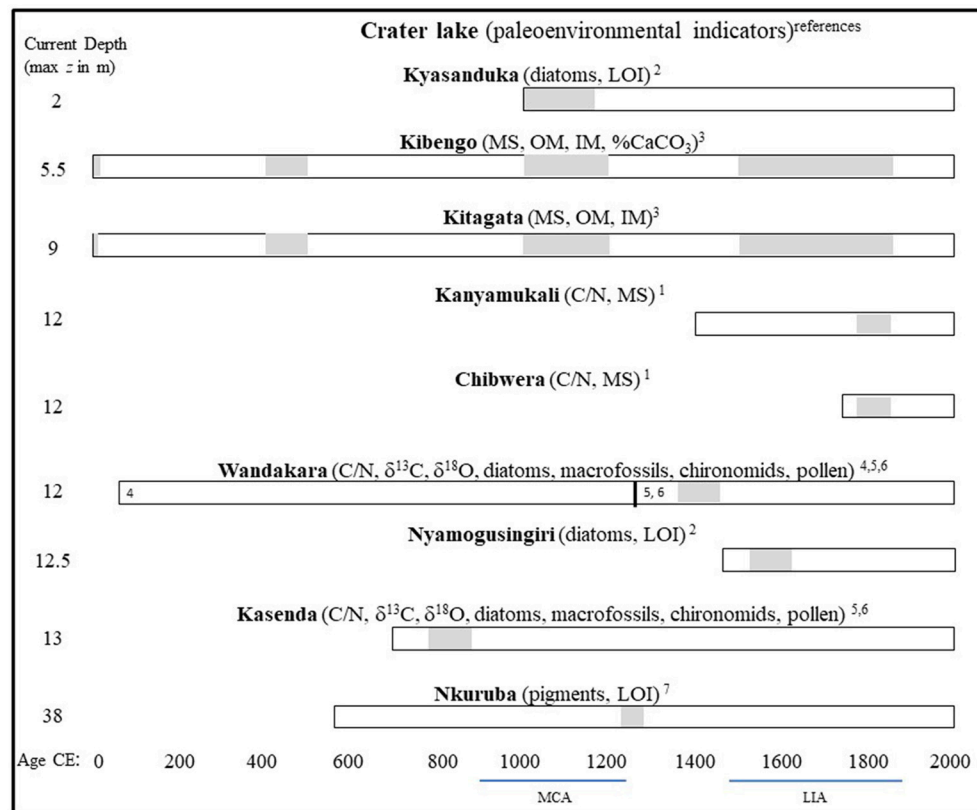 Crater lake (paleoenvironmental indicators)references
Current Depth
(max z in m)
Kyasanduka (diatoms, LOI) 2
2
Kibengo (MS, OM, IM, %CaCO3)3
5.5
Kitagata (MS, OM, IM)3
9
Kanyamukali (C/N, MS) 1
12
Chibwera (C/N, MS) 1
12
Wandakara (C/N, δ13C, δ18O, diatoms, macrofossils, chironomids, pollen) 4,5,6
12
4 5, 6
Nyamogusingiri (diatoms, LOI) 2
12.5
Kasenda (C/N, δ13C, δ18O, diatoms, macrofossils, chironomids, pollen) 5,6
13
Nkuruba (pigments, LOI) 7
38
Age CE: 0 200 400 600 800 1000 1200 1400 1600 1800 2000
MCA LIA